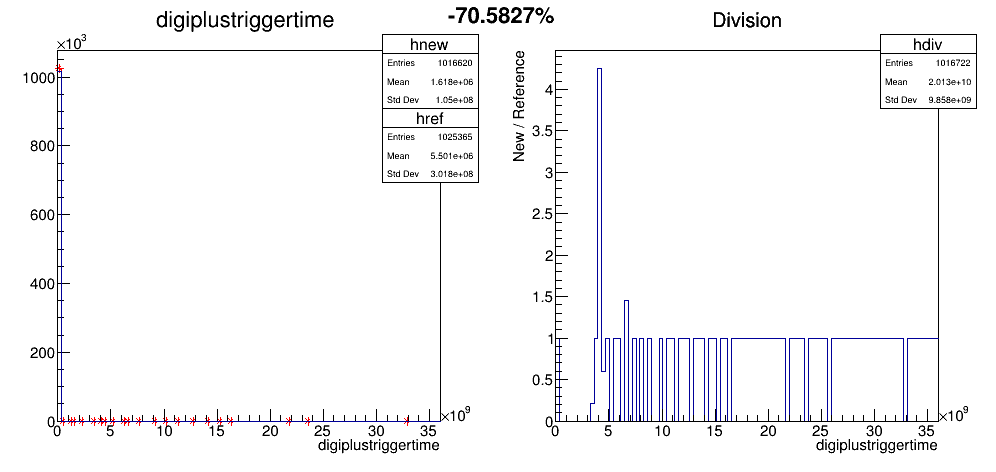 -70.5827%
digiplustriggertime
×10³
hnew
Entries 1016620
Mean 1.618e+06
Std Dev 1.05e+08
href
Entries 1025365
Mean 5.501e+06
Std Dev 3.018e+08
1000
800
600
400
200
0
0 5 10 15 20 25 30 35
×10⁹
digiplustriggertime
Division
hdiv
Entries 1016722
Mean 2.013e+10
Std Dev 9.858e+09
New / Reference
4
3.5
3
2.5
2
1.5
1
0.5
0
0 5 10 15 20 25 30 35
×10⁹
digiplustriggertime